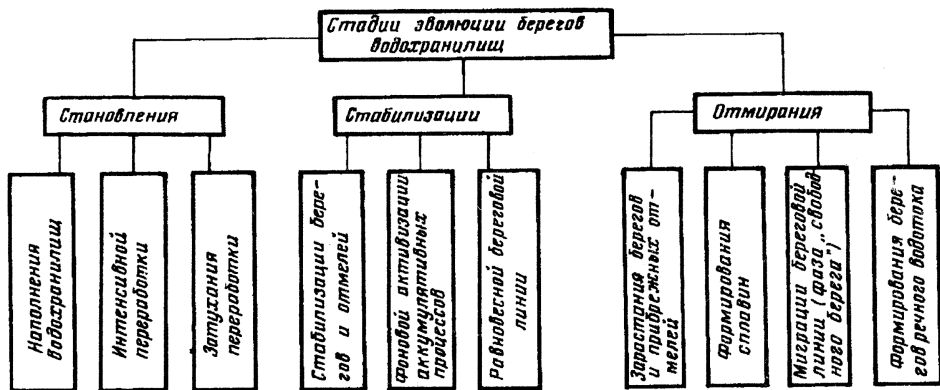 Стадии эволюции берегов
водохранилищ
Становления
Стабилизации
Отмирания
Наполнения
водохранилищ
Интенсивной
переработки
Затухания
переротки
Стабилизации бере-
гов и отмелей
Фоновой активизации
аккумулятивных
процессов
Равновесной береговой
линии
Зарастания берегов
и прибрежных от-
мелей
Формирования
сплавин
Миграции береговой
линии (фаза „свобод
ного берега")
Формирования бере-
гов речного водотока